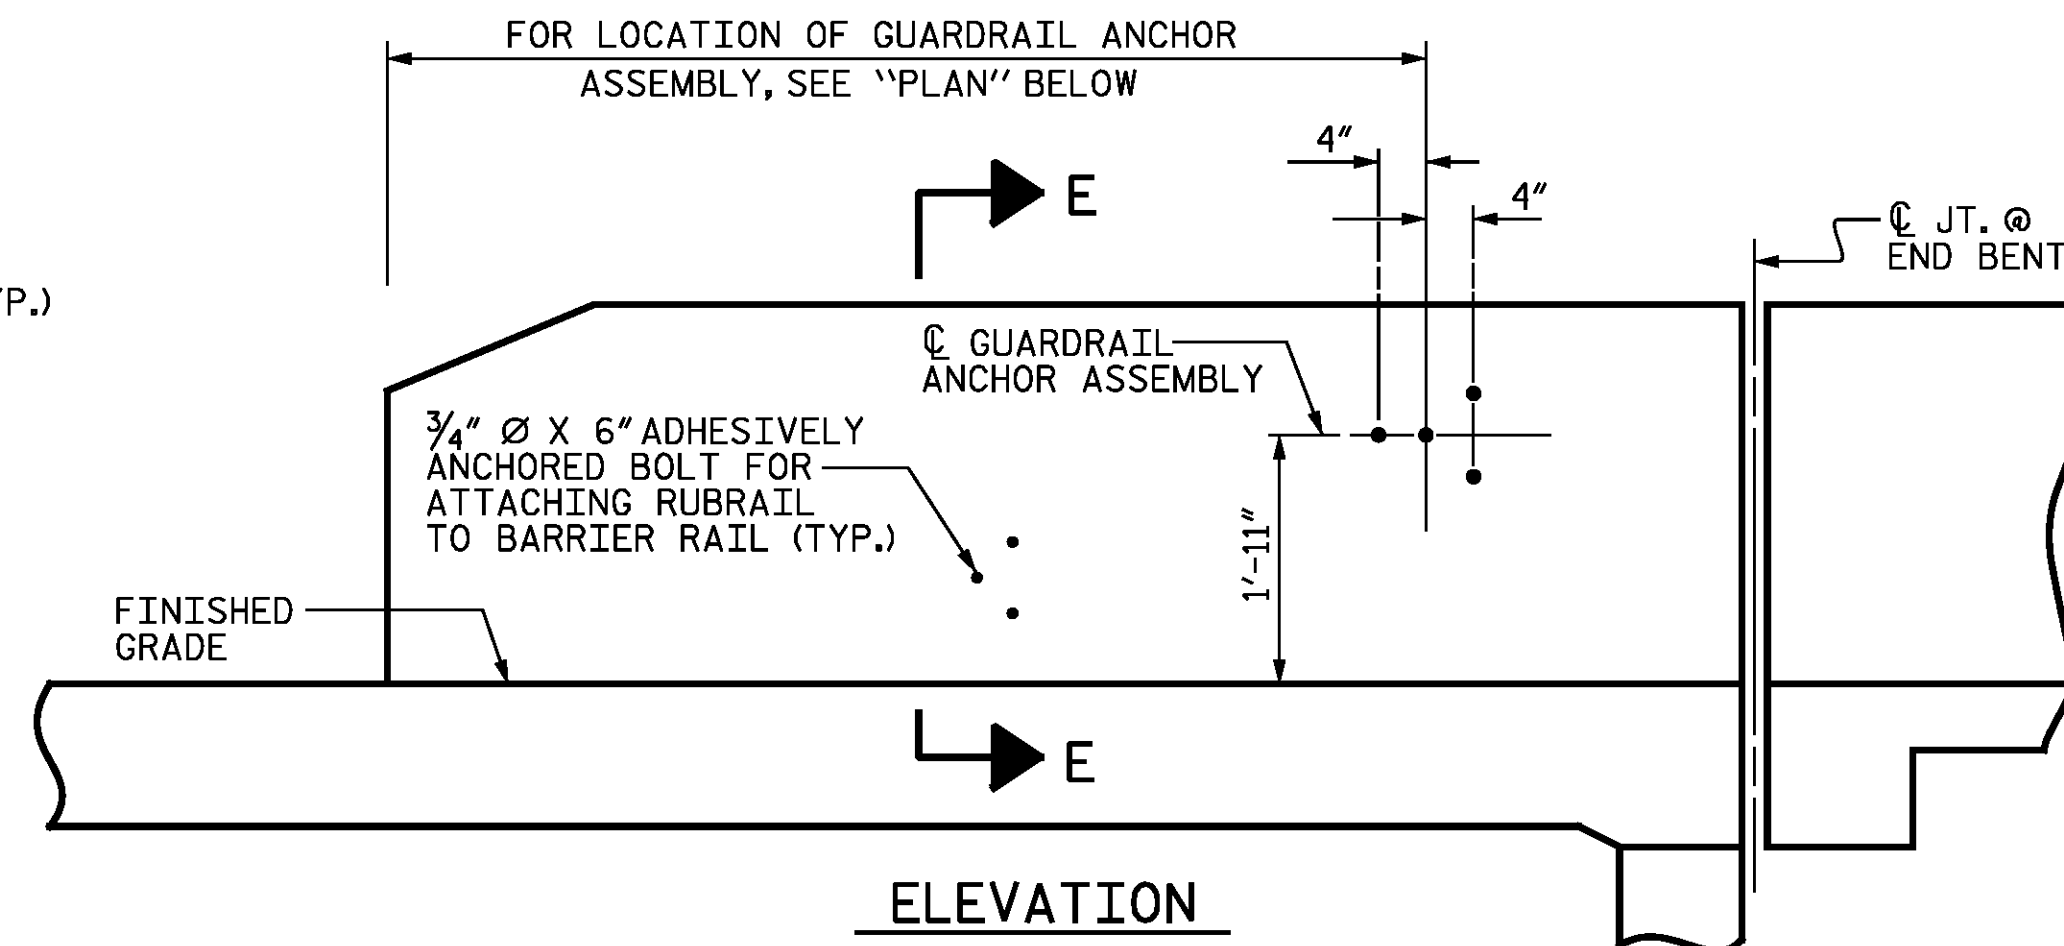 FOR LOCATION OF GUARDRAIL ANCHOR
ASSEMBLY, SEE "PLAN" BELOW
4"
E
4"
℄ JT. @
END BENT
YP.)
℄ GUARDRAIL
ANCHOR ASSEMBLY
3/4" Ø X 6" ADHESIVELY
ANCHORED BOLT FOR
ATTACHING RUBRAIL
TO BARRIER RAIL (TYP.)
1'-11"
FINISHED
GRADE
E
ELEVATION